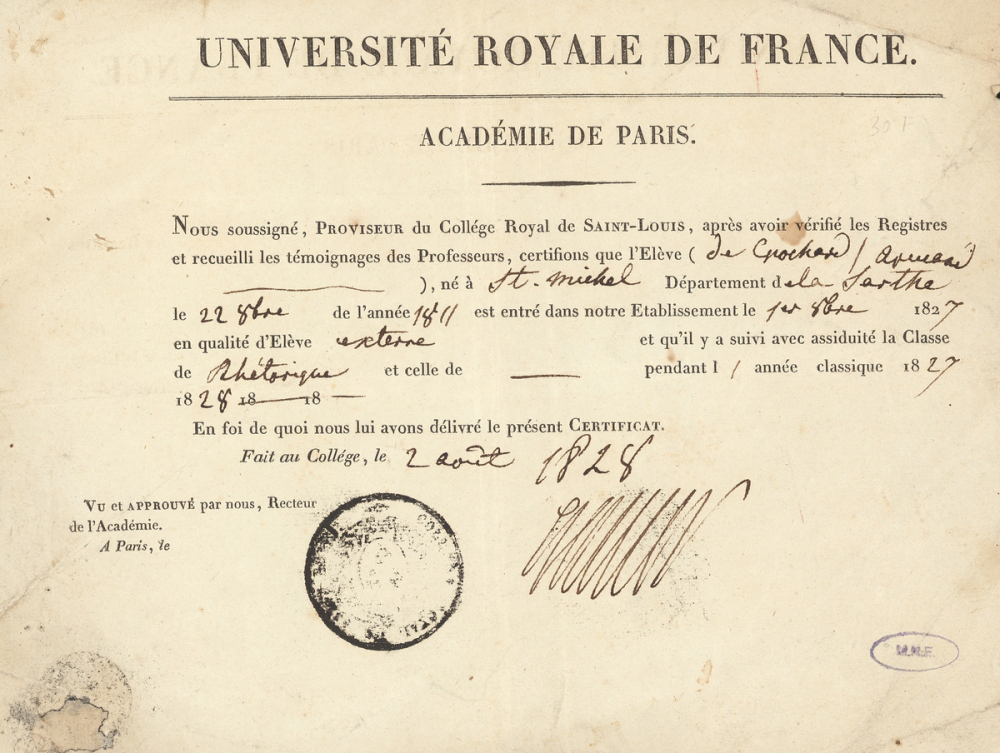 UNIVERSITÉ ROYALE DE FRANCE.
ACADÉMIE DE PARIS.
30 F
NOUS soussigné, PROVISEUR du Collége Royal de SAINT-LOUIS, après avoir vérifié les Registres
et recueilli les témoignages des Professeurs, certifions que l'Elève ( de Crochard / Armand
), né à St. Michel Département de la Sarthe
le 22 8bre de l'année 1811 est entré dans notre Etablissement le 1er 8bre 1827
en qualité d'Elève externe et qu'il y a suivi avec assiduité la Classe
de Rhétorique et celle de — pendant l / année classique 1827
1828 18— 18—
En foi de quoi nous lui avons délivré le présent CERTIFICAT.
Fait au Collége, le 2 août 1828
VU et APPROUVÉ par nous, Recteur
de l'Académie.
A Paris, le
M.N.E.